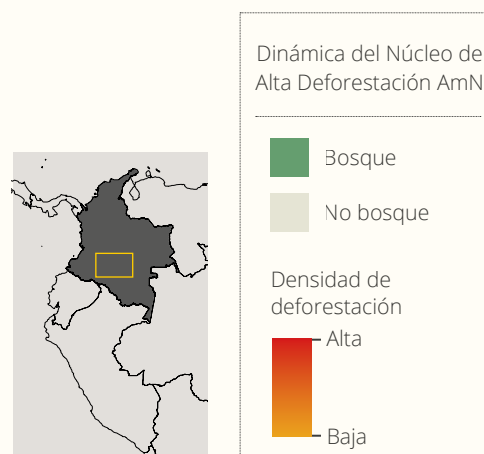 Dinámica del Núcleo de
Alta Deforestación AmN
Bosque
No bosque
Densidad de
deforestación
Alta
Baja